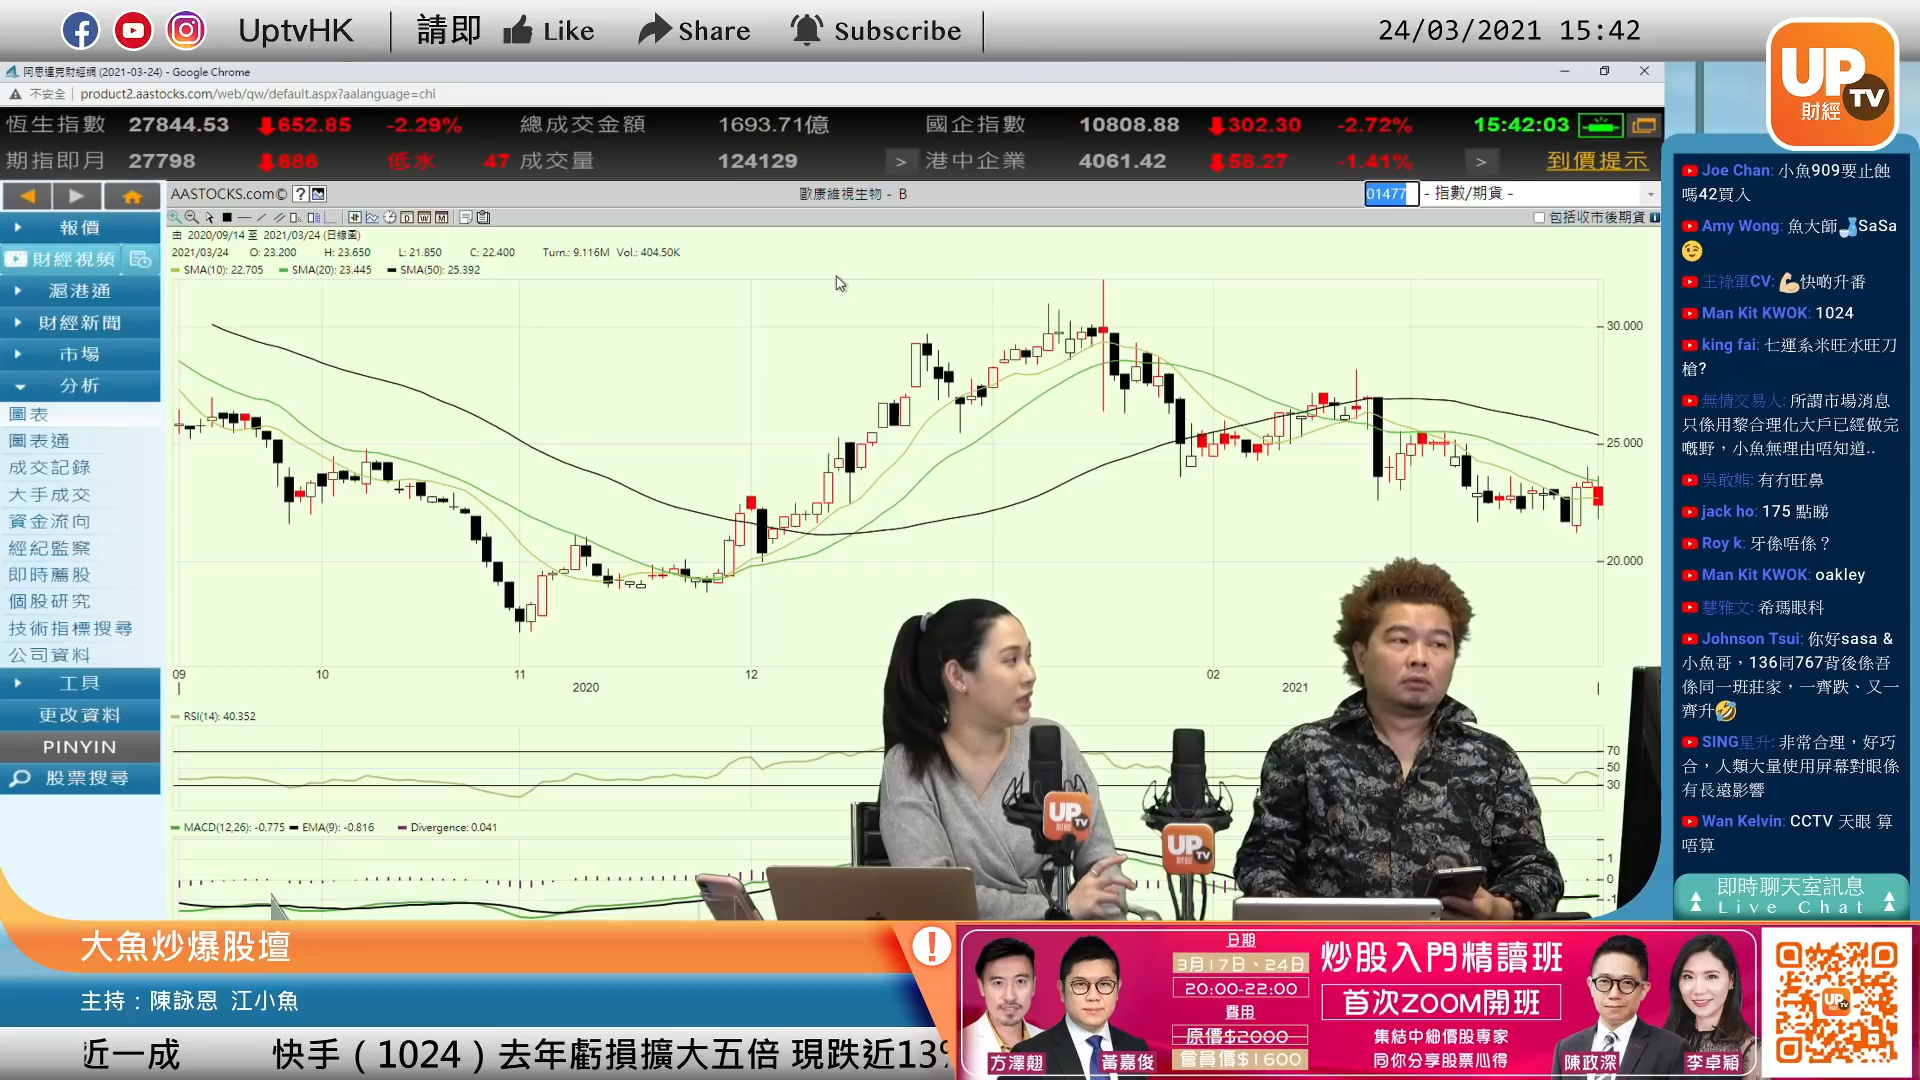 UptvHK
請即
Like
Share
Subscribe
24/03/2021 15:42
UP TV 財經
阿思達克財經網 (2021-03-24) - Google Chrome
不安全 product2.aastocks.com/web/qw/default.aspx?aalanguage=chi
恆生指數 27844.53 652.85 -2.29% 總成交金額 1693.71億 國企指數 10808.88 302.30 -2.72% 15:42:03
期指即月 27798 686 低水 47 成交量 124129 > 港中企業 4061.42 58.27 -1.41% > 到價提示
AASTOCKS.com© ? 歐康維視生物 - B 01477 - 指數/期貨 -
包括收市後期貨
報價
財經視頻
滬港通
財經新聞
市場
分析
圖表
圖表通
成交記錄
大手成交
資金流向
經紀監察
即時薦股
個股研究
技術指標搜尋
公司資料
工具
更改資料
PINYIN
股票搜尋
由 2020/09/14 至 2021/03/24 (日線圖)
2021/03/24 O: 23.200 H: 23.650 L: 21.850 C: 22.400 Turn.: 9.116M Vol.: 404.50K
SMA(10): 22.705 SMA(20): 23.445 SMA(50): 25.392
30.000
25.000
20.000
09 10 11 12 02
2020 2021
RSI(14): 40.352
70
50
30
MACD(12,26): -0.775 EMA(9): -0.816 Divergence: 0.041
1
0
-1
UP TV 財經
UP TV 財經
Joe Chan: 小魚909要止蝕
嗎42買入
Amy Wong: 魚大師🍶SaSa
😉
王祿軍CV: 💪🏻快啲升番
Man Kit KWOK: 1024
king fai: 七運系米旺水旺刀
槍?
無情交易人: 所謂市場消息
只係用黎合理化大戶已經做完
嘅野，小魚無理由唔知道..
吳敢熊: 有冇旺鼻
jack ho: 175 點睇
Roy k: 牙係唔係？
Man Kit KWOK: oakley
慧雅文: 希瑪眼科
Johnson Tsui: 你好sasa &
小魚哥，136同767背後係吾
係同一班莊家，一齊跌、又一
齊升🤣
SING星升: 非常合理，好巧
合，人類大量使用屏幕對眼係
有長遠影響
Wan Kelvin: CCTV 天眼 算
唔算
即時聊天室訊息
Live Chat
大魚炒爆股壇
主持：陳詠恩 江小魚
近一成 快手（1024）去年虧損擴大五倍 現跌近13%
方澤翹
黃嘉俊
日期
3月17日、24日
20:00-22:00
費用
原價$2000
會員價$1600
炒股入門精讀班
首次ZOOM開班
集結中細價股專家
同你分享股票心得
陳政深
李卓穎
UP TV